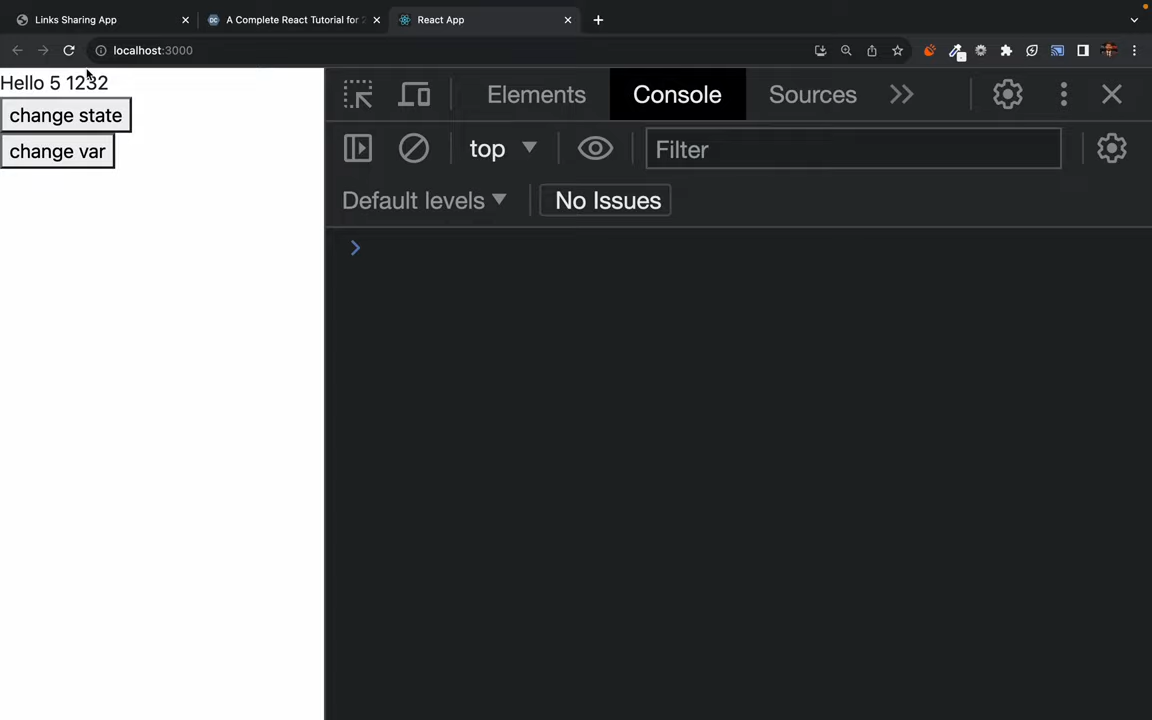 Links Sharing App
A Complete React Tutorial for
React App
localhost:3000
Hello 5 1232
change state
change var
Elements
Console
Sources
top
Filter
Default levels
No Issues